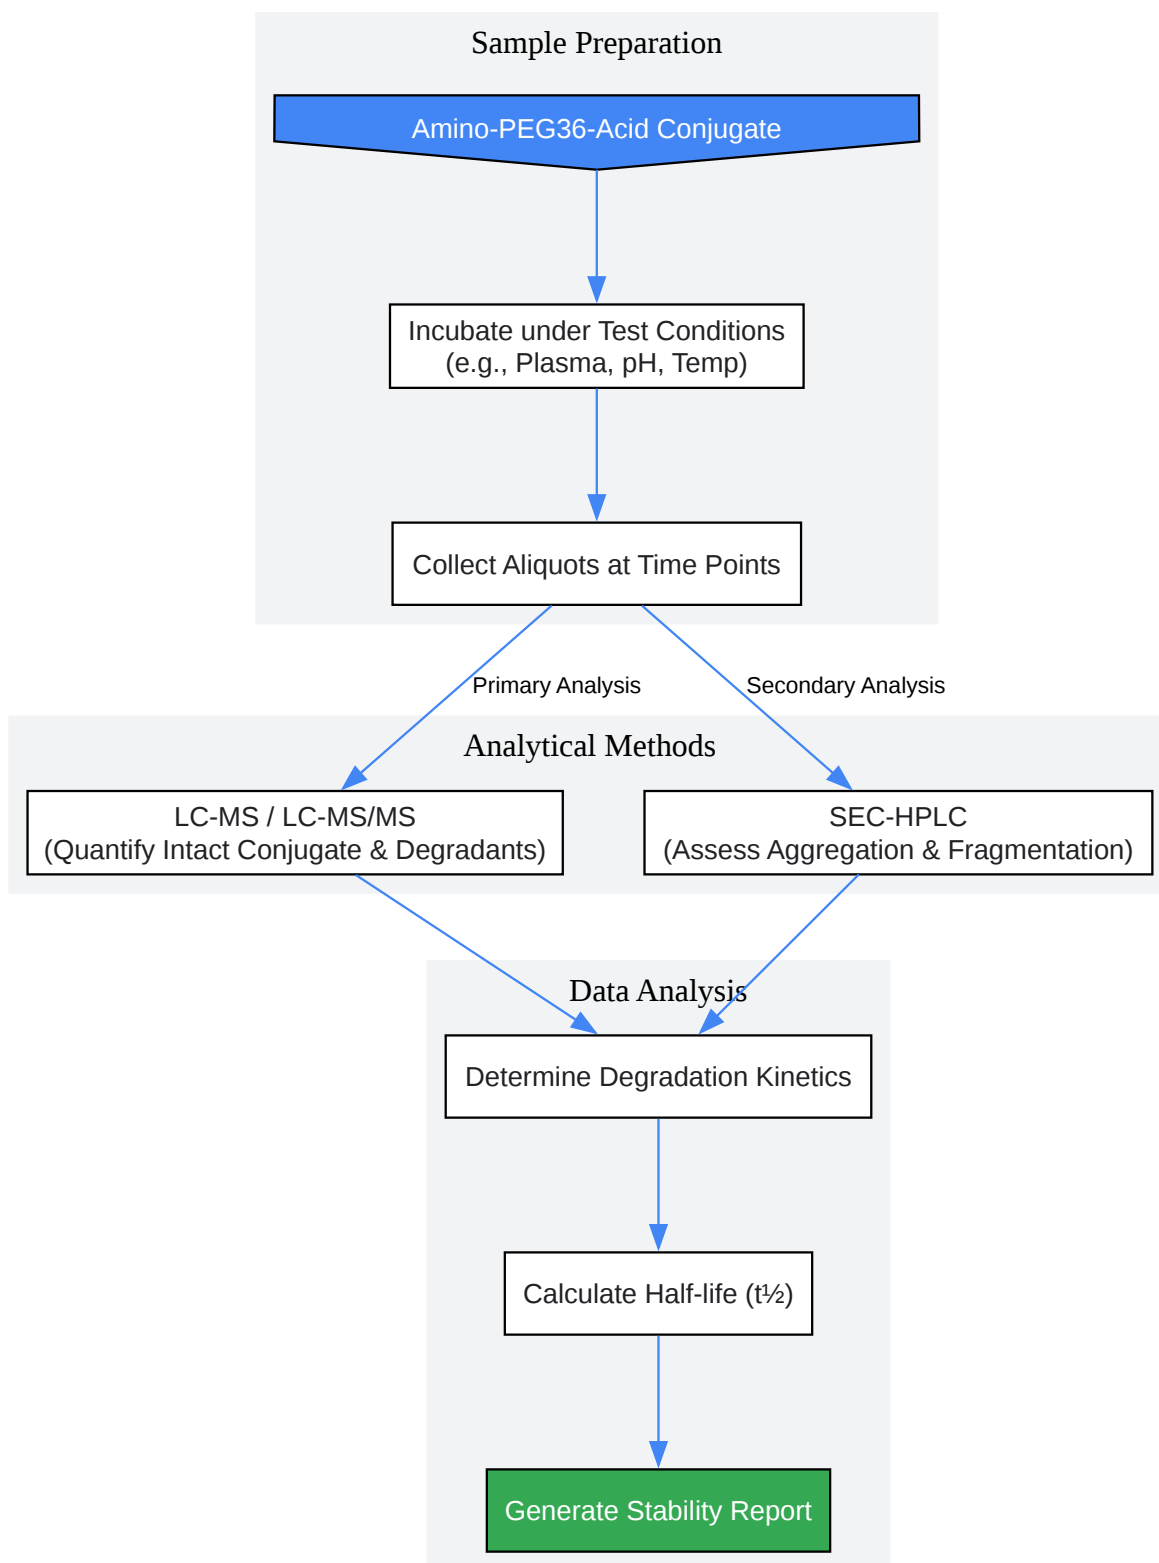 Sample Preparation
Amino-PEG36-Acid Conjugate
Incubate under Test Conditions
(e.g., Plasma, pH, Temp)
Collect Aliquots at Time Points
Primary Analysis
Secondary Analysis
Analytical Methods
LC-MS / LC-MS/MS
(Quantify Intact Conjugate & Degradants)
SEC-HPLC
(Assess Aggregation & Fragmentation)
Data Analysis
Determine Degradation Kinetics
Calculate Half-life (t½)
Generate Stability Report